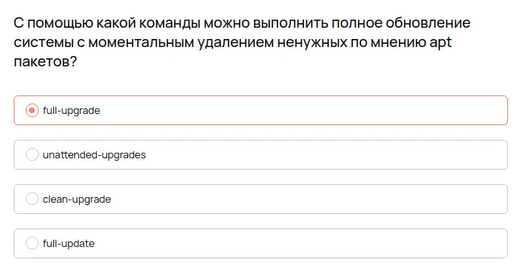 С помощью какой команды можно выполнить полное обновление
системы с моментальным удалением ненужных по мнению apt
пакетов?
full-upgrade
unattended-upgrades
clean-upgrade
full-update